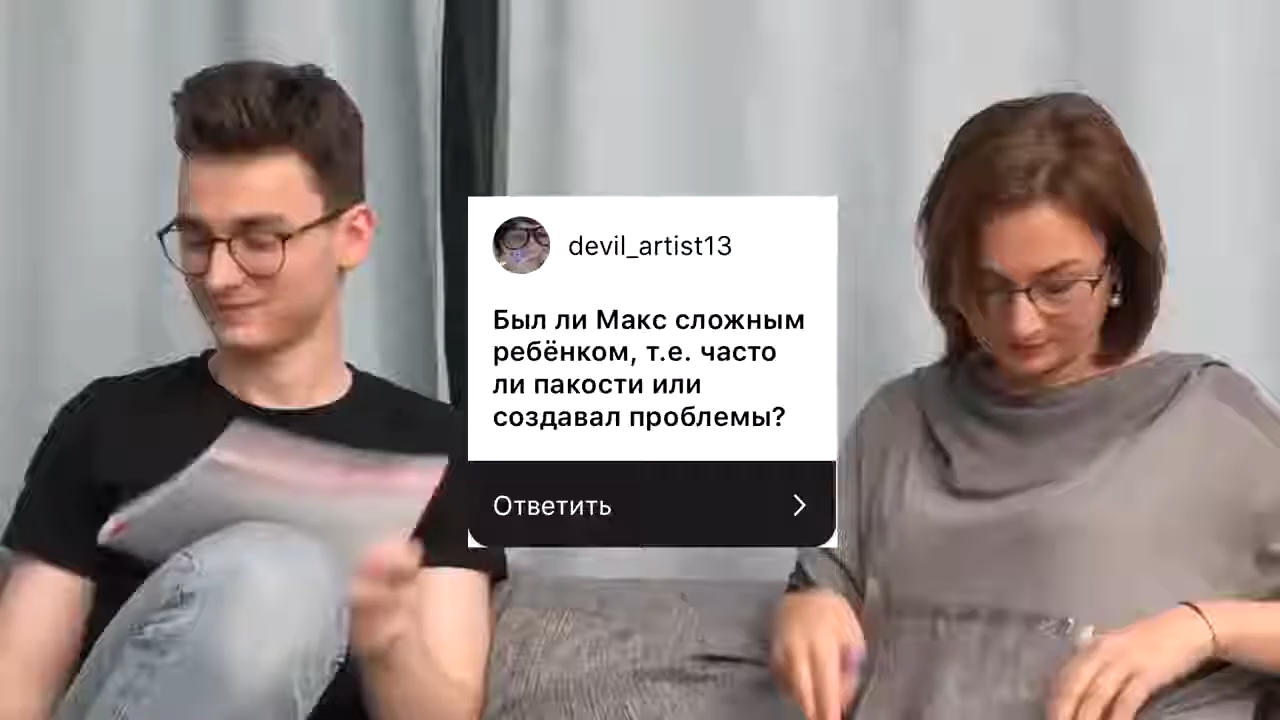 devil_artist13
Был ли Макс сложным
ребёнком, т.е. часто
ли пакости или
создавал проблемы?
Ответить